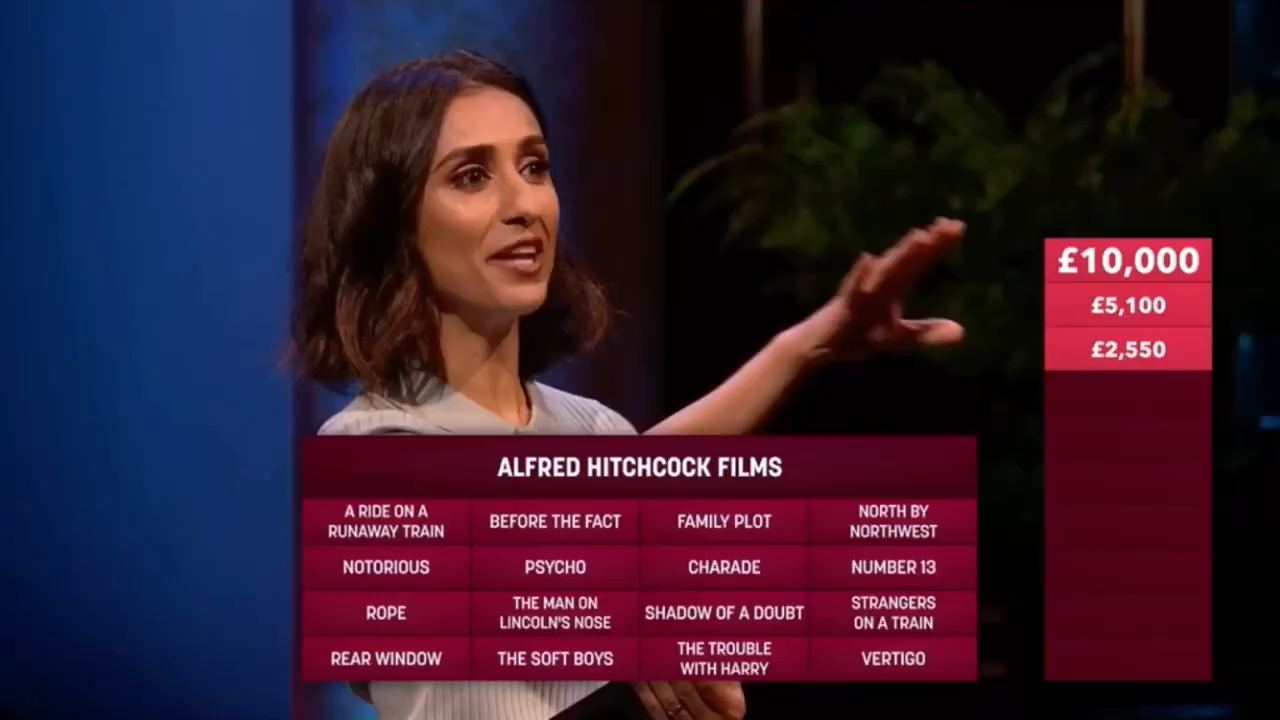 £10,000
£5,100
£2,550
ALFRED HITCHCOCK FILMS
A RIDE ON A
RUNAWAY TRAIN
BEFORE THE FACT
FAMILY PLOT
NORTH BY
NORTHWEST
NOTORIOUS
PSYCHO
CHARADE
NUMBER 13
ROPE
THE MAN ON
LINCOLN'S NOSE
SHADOW OF A DOUBT
STRANGERS
ON A TRAIN
REAR WINDOW
THE SOFT BOYS
THE TROUBLE
WITH HARRY
VERTIGO